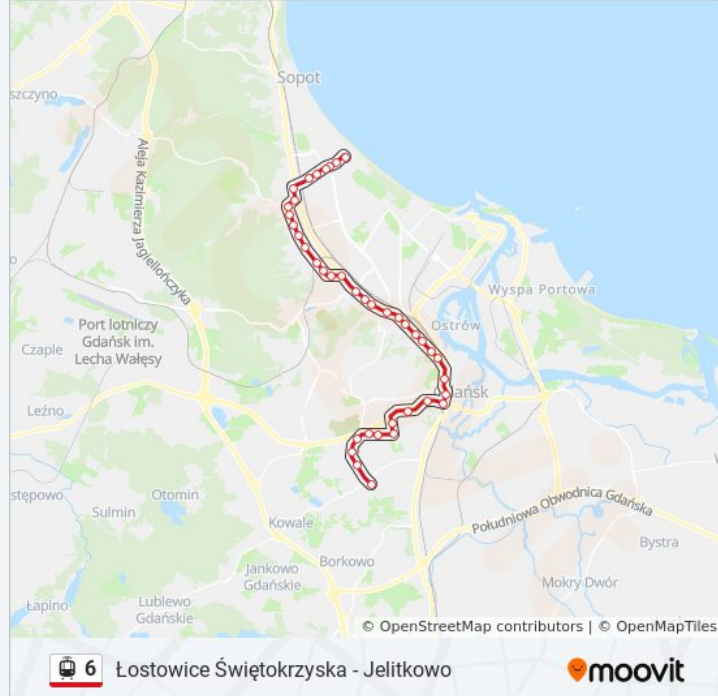 Sopot
szczyno
Aleja Kazimierza Jagiellończyka
Wyspa Portowa
Ostrów
Port lotniczy
Gdańsk im.
Lecha Wałęsy
Czaple
Leźno
Gdańsk
stępowo
Otomin
Sulmin
Kowale
Południowa Obwodnica Gdańska
Bystra
Borkowo
Jankowo
Gdańskie
Mokry Dwór
Łapino
Lublewo
Gdańskie
© OpenStreetMap contributors | © OpenMapTiles
6 Łostowice Świętokrzyska - Jelitkowo
moovit